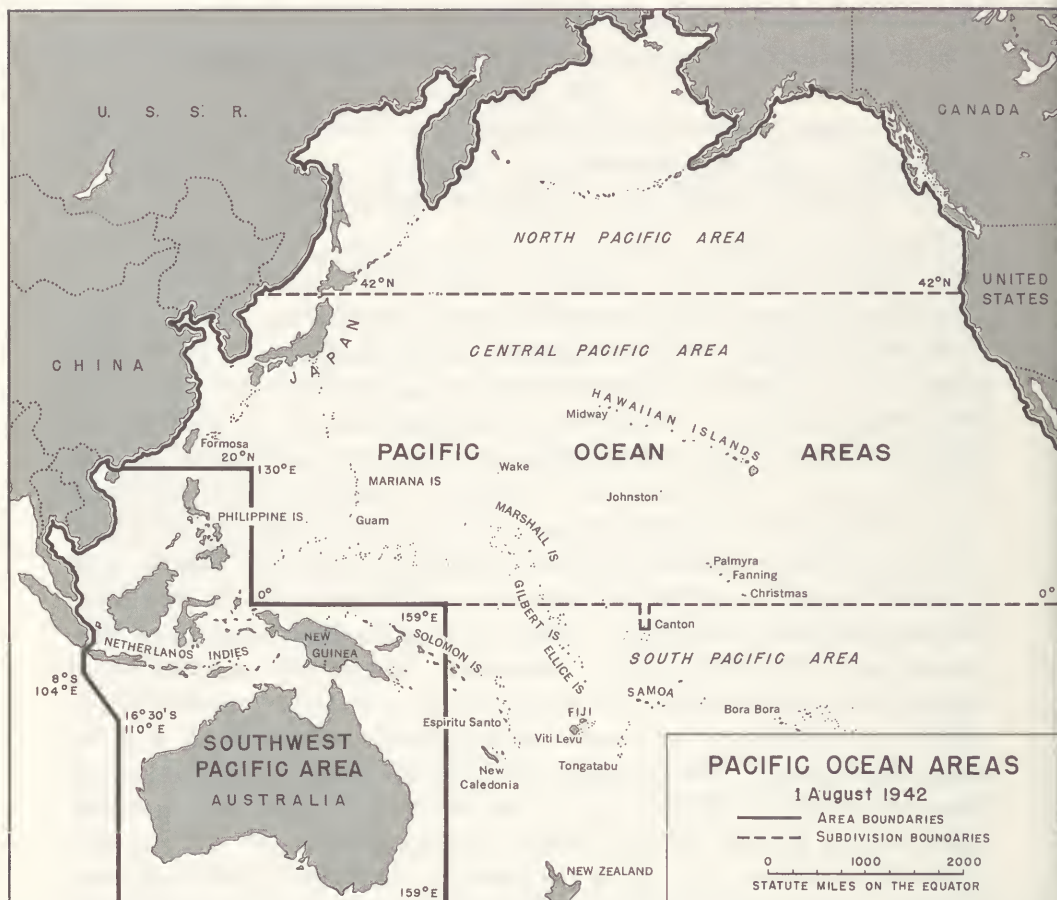 U. S. S. R.
CANADA
NORTH PACIFIC AREA
42°N
42°N
UNITED
STATES
CHINA
JAPAN
CENTRAL PACIFIC AREA
HAWAIIAN ISLANDS
Midway
Formosa
20°N
130°E
PACIFIC OCEAN AREAS
Wake
MARIANA IS
Johnston
PHILIPPINE IS.
Guam
MARSHALL IS
Palmyra
Fanning
Christmas
0°
0°
159°E
GILBERT IS
Canton
NETHERLANDS INDIES
NEW
GUINEA
SOLOMON IS
ELLICE IS
SOUTH PACIFIC AREA
8°S
104°E
SAMOA
16°30'S
110°E
Espiritu Santo
FIJI
Bora Bora
Viti Levu
SOUTHWEST
PACIFIC AREA
AUSTRALIA
New
Caledonia
Tongatabu
PACIFIC OCEAN AREAS
1 August 1942
AREA BOUNDARIES
SUBDIVISION BOUNDARIES
0 1000 2000
STATUTE MILES ON THE EQUATOR
NEW ZEALAND
159°E